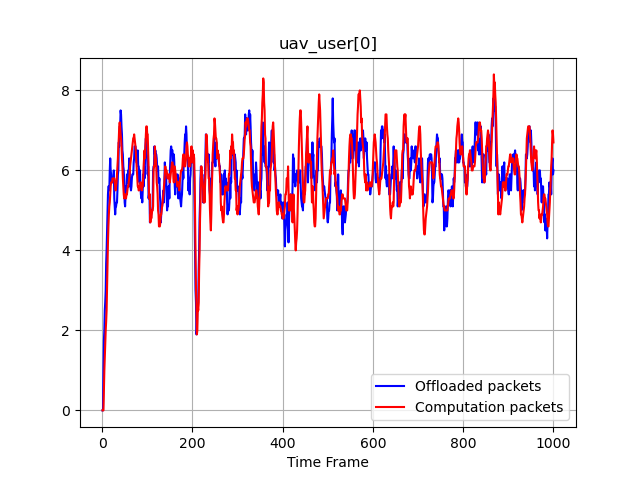 uav_user[0]
8
6
4
2
0
Offloaded packets
Computation packets
0 200 400 600 800 1000
Time Frame